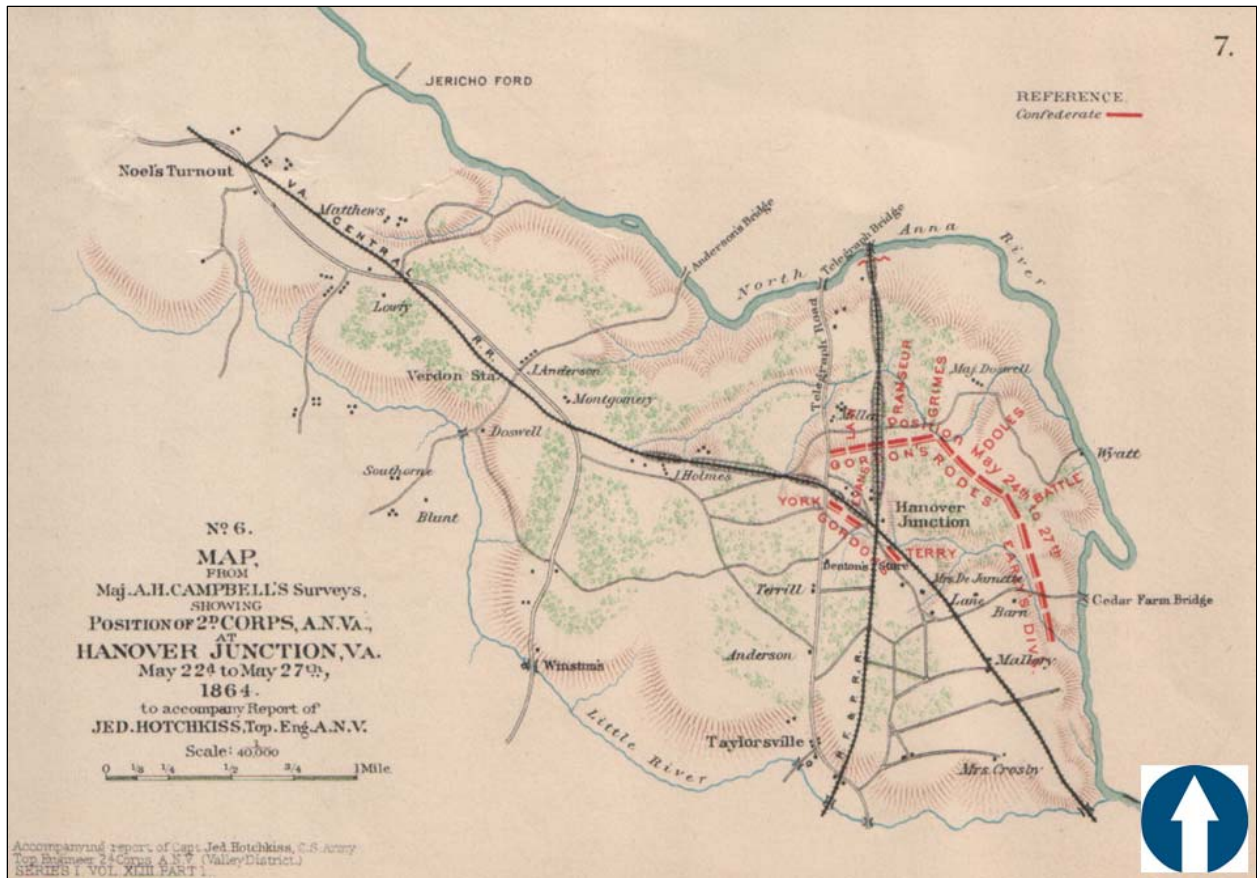 7.
REFERENCE.
Confederate
JERICHO FORD
Noel's Turnout
VA. CENTRAL R.R.
Matthews
Lowry
Anderson's Bridge
North Anna River
Telegraph Bridge
Telegraph Road
Verdon Sta.
J. Anderson
Montgomery
Doswell
Southorne
Blunt
J. Holmes
Miller
Maj. Doswell
LANE
GRIMES
DOLES
BATTLE
POSITION May 24th to 27th
GORDON'S
RODES'
EVANS
YORK
GORDON
TERRY
EARLY'S DIV.
Wyatt
Hanover
Junction
Denton's Store
Mrs. De Jarnette
Lane
Barn
Cedar Farm Bridge
Terrill
Anderson
Mallory
Winston's
Little River
Taylorsville
R.F. & P. R.R.
Mrs. Crosby
No. 6.
MAP,
FROM
Maj. A.H. CAMPBELL'S Surveys,
SHOWING
POSITION OF 2D CORPS, A.N.VA.,
AT
HANOVER JUNCTION, VA.
May 22d to May 27th,
1864.
to accompany Report of
JED. HOTCHKISS, Top. Eng. A.N.V.
Scale: 1/40,000
0 1/8 1/4 1/2 3/4 1 Mile.
Accompanying report of Capt. Jed. Hotchkiss, C.S. Army
Top. Engineer 2d Corps A.N.V. (Valley District.)
SERIES I. VOL. XLIII. PART 1.